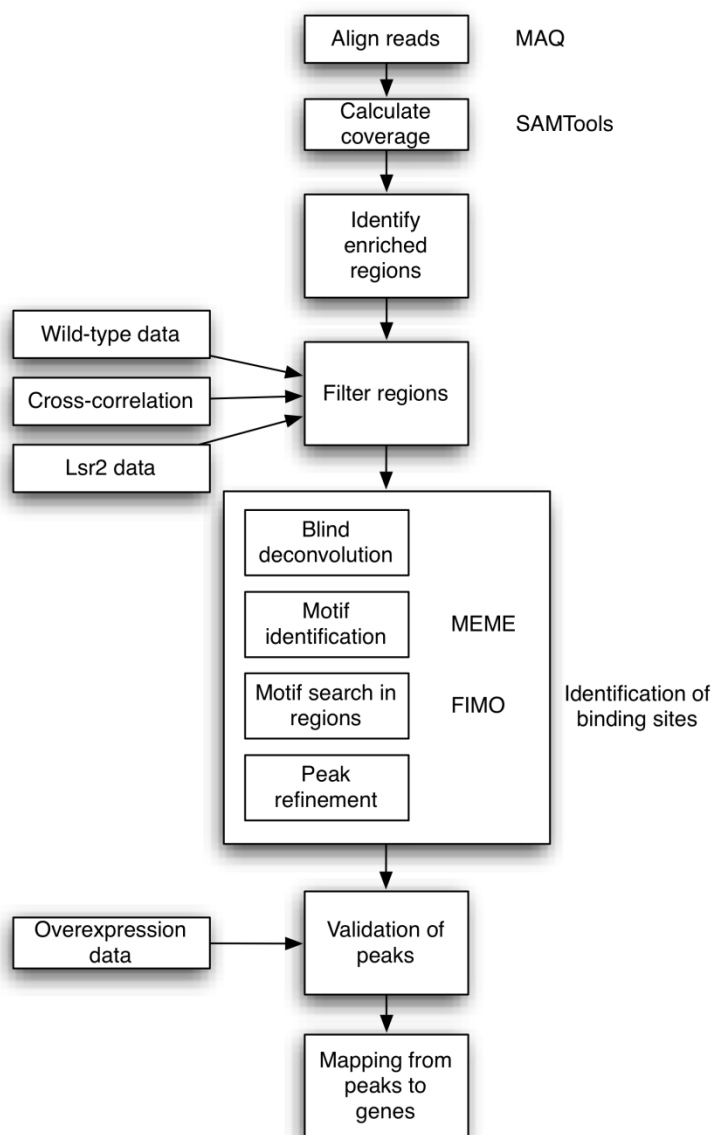 Align reads
MAQ
Calculate
coverage
SAMTools
Identify
enriched
regions
Wild-type data
Cross-correlation
Filter regions
Lsr2 data
Blind
deconvolution
Motif
identification
MEME
Motif search in
regions
FIMO
Identification of
binding sites
Peak
refinement
Overexpression
data
Validation of
peaks
Mapping from
peaks to
genes